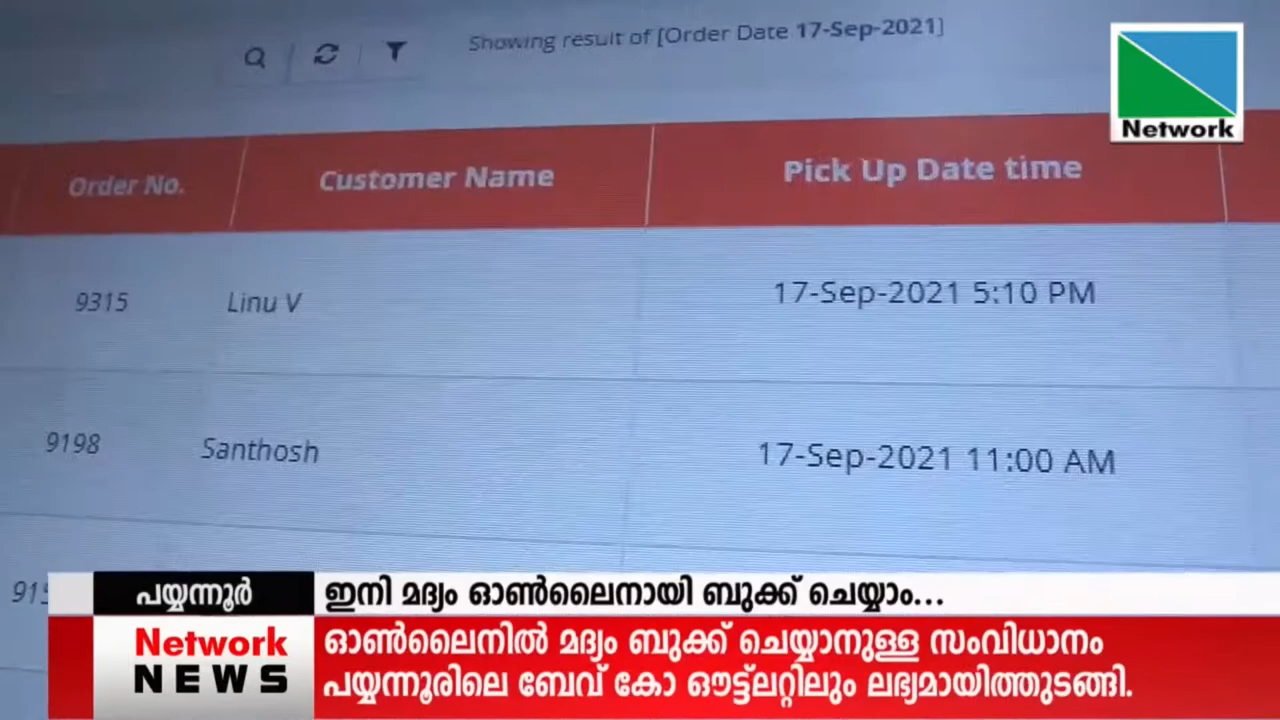 Showing result of [Order Date 17-Sep-2021]
Network
Order No. Customer Name Pick Up Date time
9315 Linu V 17-Sep-2021 5:10 PM
9198 Santhosh 17-Sep-2021 11:00 AM
പയ്യന്നൂർ ഇനി മദ്യം ഓൺലൈനായി ബുക്ക് ചെയ്യാം...
Network
NEWS
ഓൺലൈനിൽ മദ്യം ബുക്ക് ചെയ്യാനുള്ള സംവിധാനം
പയ്യന്നൂരിലെ ബേവ് കോ ഔട്ട്ലറ്റിലും ലഭ്യമായിത്തുടങ്ങി.